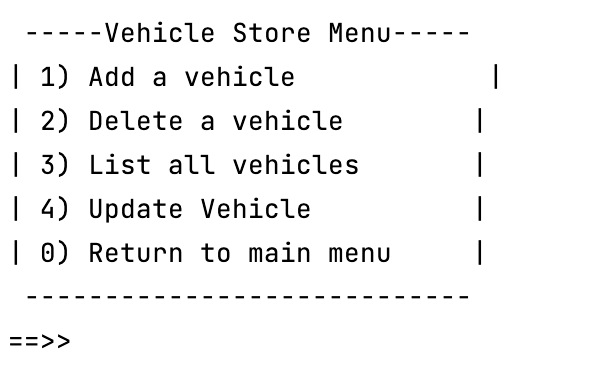 -----Vehicle Store Menu-----
| 1) Add a vehicle            |
| 2) Delete a vehicle        |
| 3) List all vehicles       |
| 4) Update Vehicle          |
| 0) Return to main menu     |
 ----------------------------
==>>